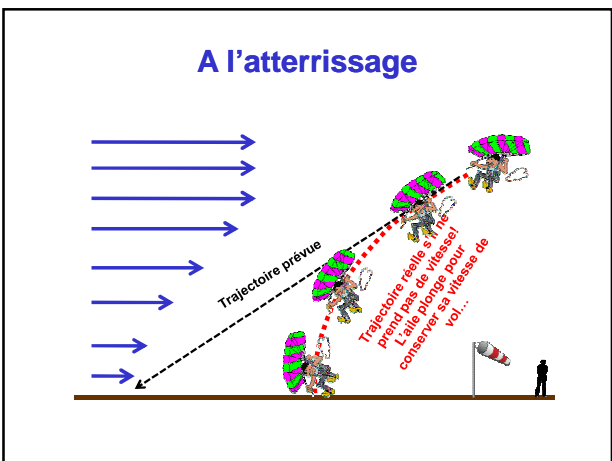 A l’atterrissage
Trajectoire prévue
Trajectoire réelle s’il ne
prend pas de vitesse!
L’aile plonge pour
conserver sa vitesse de
vol…